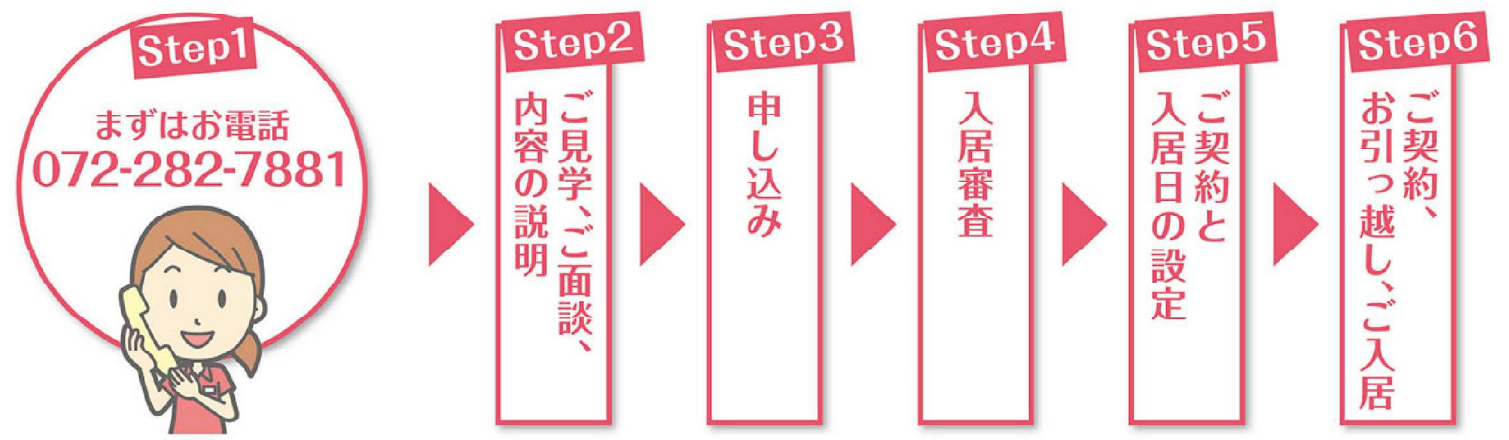 Step1
まずはお電話
072-282-7881
Step2
ご見学、ご面談、
内容の説明
Step3
申し込み
Step4
入居審査
Step5
ご契約と
入居日の設定
Step6
ご契約、
お引っ越し、ご入居